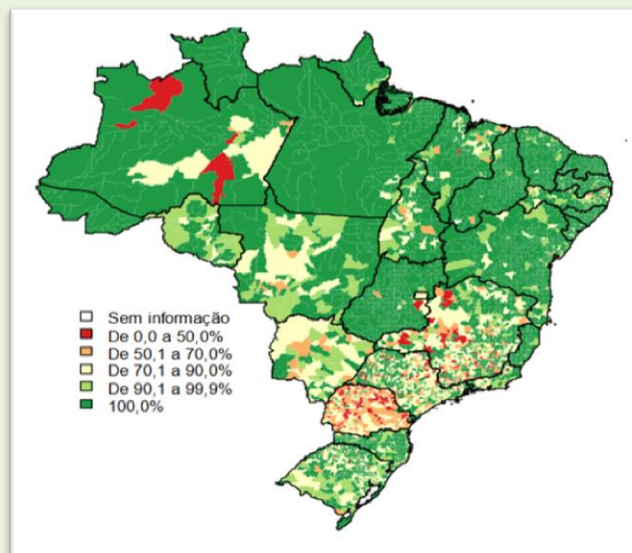 Sem informação
De 0,0 a 50,0%
De 50,1 a 70,0%
De 70,1 a 90,0%
De 90,1 a 99,9%
100,0%